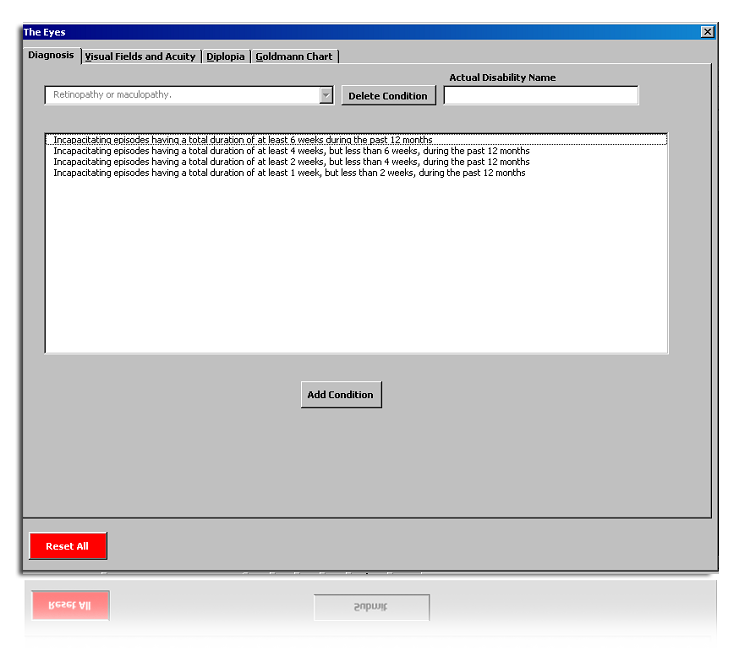 The Eyes
Diagnosis Visual Fields and Acuity Diplopia Goldmann Chart
Actual Disability Name
Retinopathy or maculopathy.
Delete Condition
Incapacitating episodes having a total duration of at least 6 weeks during the past 12 months
Incapacitating episodes having a total duration of at least 4 weeks, but less than 6 weeks, during the past 12 months
Incapacitating episodes having a total duration of at least 2 weeks, but less than 4 weeks, during the past 12 months
Incapacitating episodes having a total duration of at least 1 week, but less than 2 weeks, during the past 12 months
Add Condition
Reset All
Reset All Submit